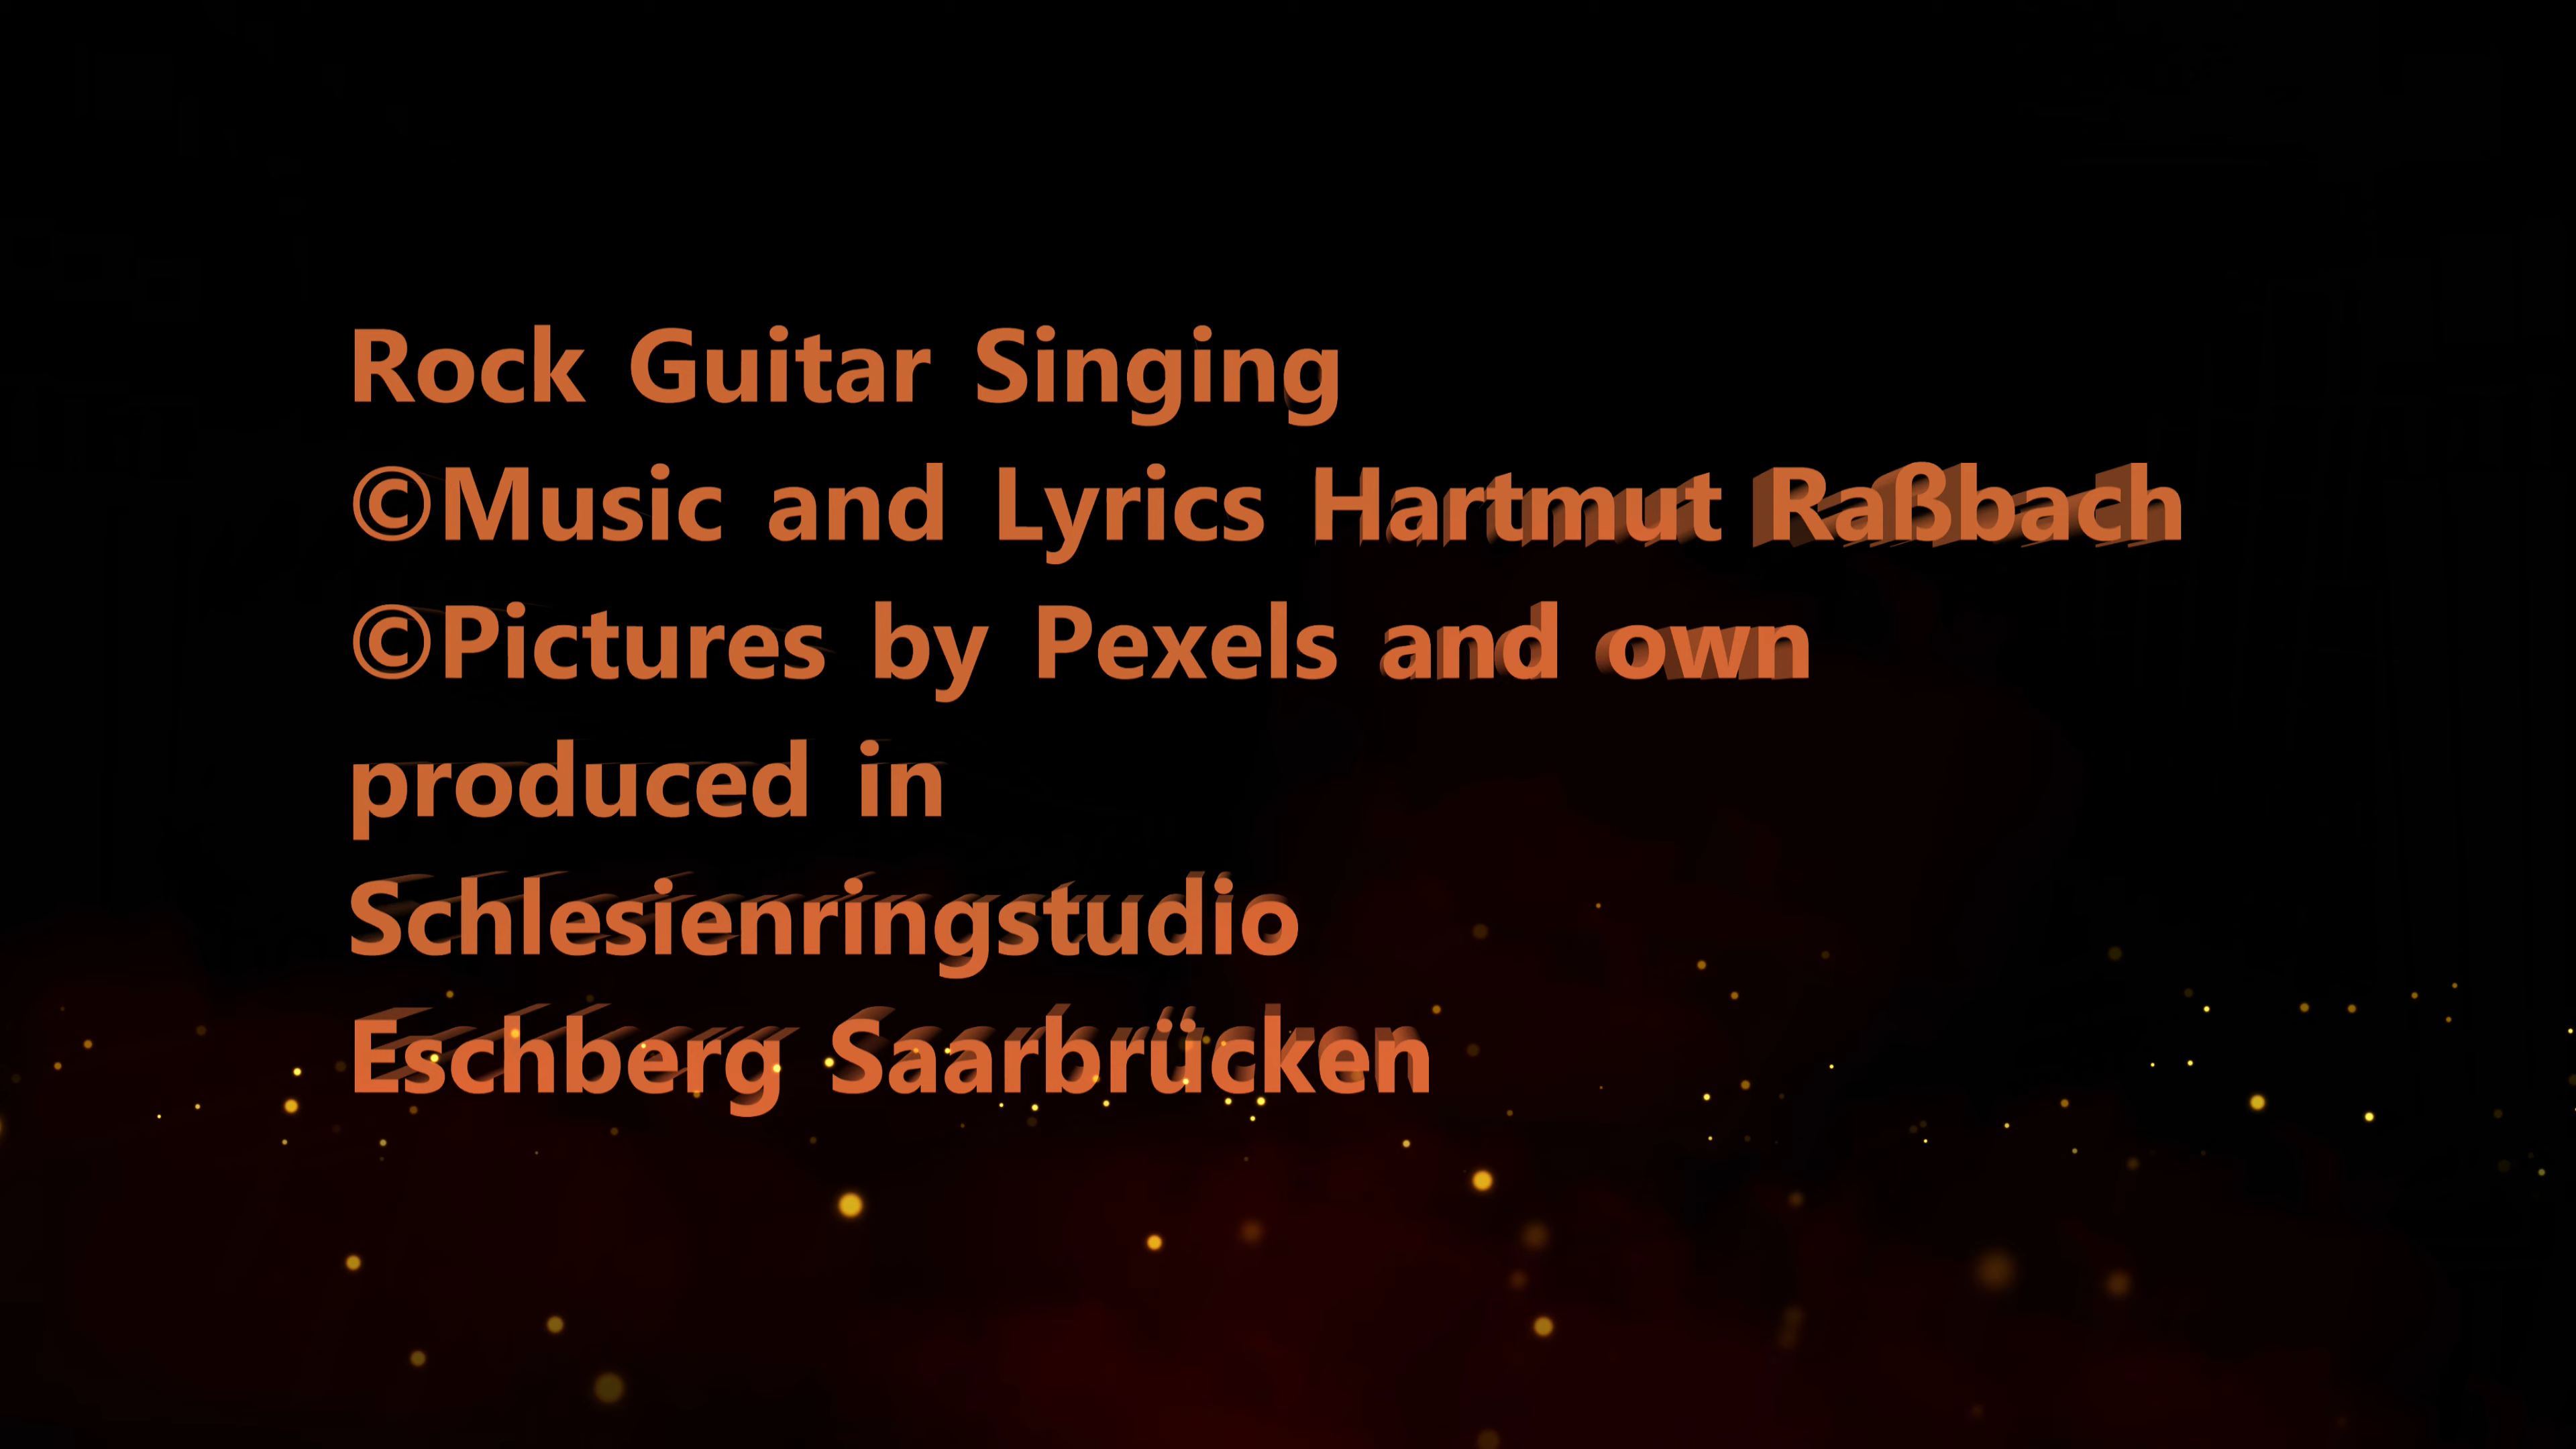 Rock Guitar Singing
©Music and Lyrics Hartmut Raßbach
©Pictures by Pexels and own
produced in
Schlesienringstudio
Eschberg Saarbrücken